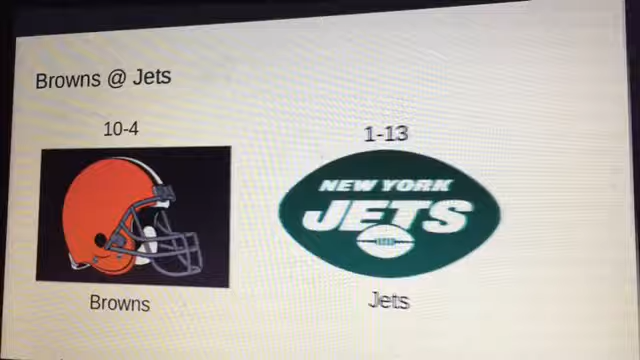 Browns @ Jets
10-4
1-13
NEW YORK
JETS
Browns
Jets